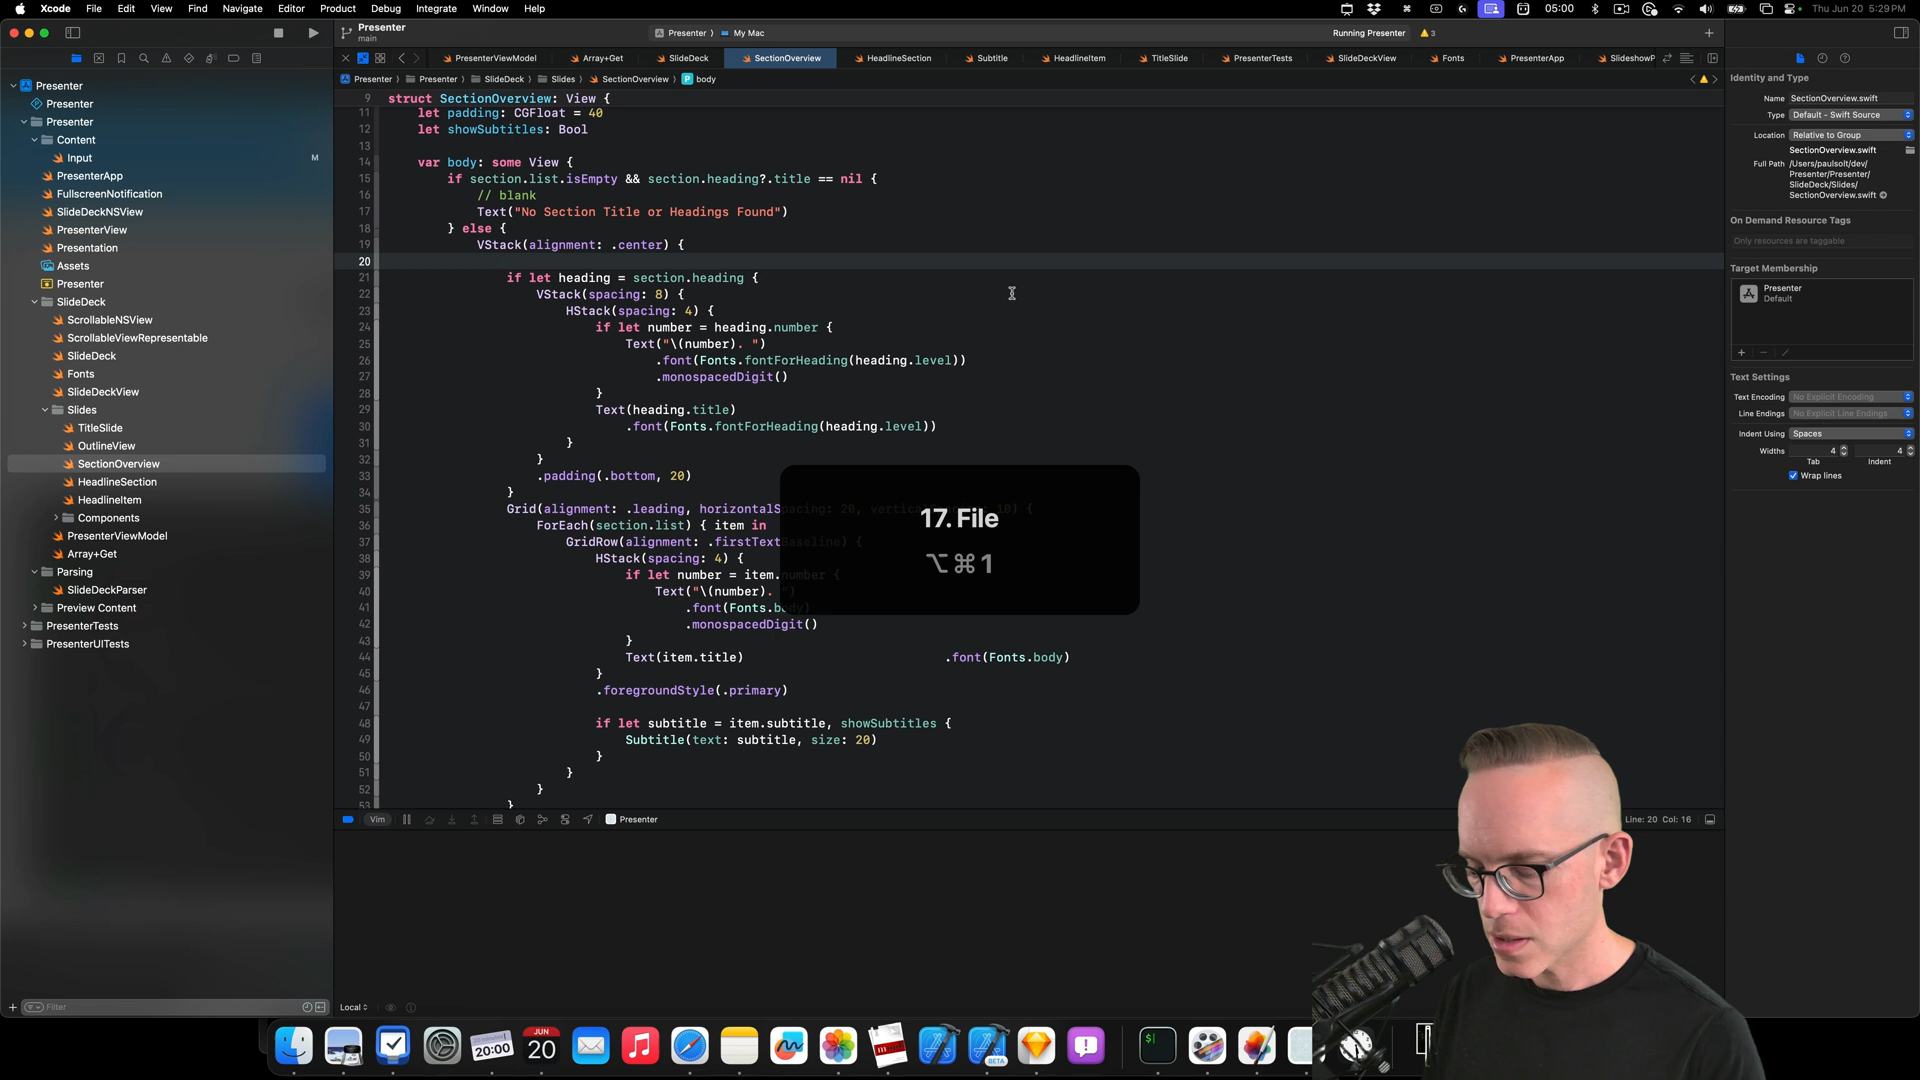 Xcode File Edit View Find Navigate Editor Product Debug Integrate Window Help
05:00
Thu Jun 20 5:29 PM
Presenter
main
Presenter
My Mac
Running Presenter
3
PresenterViewModel
Array+Get
SlideDeck
SectionOverview
HeadlineSection
Subtitle
HeadlineItem
TitleSlide
PresenterTests
SlideDeckView
Fonts
PresenterApp
SlideshowP
Presenter
Presenter
SlideDeck
Slides
SectionOverview
P body
Presenter
Presenter
Presenter
Content
Input
M
PresenterApp
FullscreenNotification
SlideDeckNSView
PresenterView
Presentation
Assets
Presenter
SlideDeck
ScrollableNSView
ScrollableViewRepresentable
SlideDeck
Fonts
SlideDeckView
Slides
TitleSlide
OutlineView
SectionOverview
HeadlineSection
HeadlineItem
Components
PresenterViewModel
Array+Get
Parsing
SlideDeckParser
Preview Content
PresenterTests
PresenterUITests
Filter
9 struct SectionOverview: View {
11 let padding: CGFloat = 40
12 let showSubtitles: Bool
13
14 var body: some View {
15 if section.list.isEmpty && section.heading?.title == nil {
16 // blank
17 Text("No Section Title or Headings Found")
18 } else {
19 VStack(alignment: .center) {
20
21 if let heading = section.heading {
22 VStack(spacing: 8) {
23 HStack(spacing: 4) {
24 if let number = heading.number {
25 Text("\(number). ")
26 .font(Fonts.fontForHeading(heading.level))
27 .monospacedDigit()
28 }
29 Text(heading.title)
30 .font(Fonts.fontForHeading(heading.level))
31 }
32 }
33 .padding(.bottom, 20)
34 }
35 Grid(alignment: .leading, horizontalSpacing: 20, 10) {
36 ForEach(section.list) { item in
37 GridRow(alignment: .firstTextBaseline) {
38 HStack(spacing: 4) {
39 if let number = item.number {
40 Text("\(number). ")
41 .font(Fonts.body)
42 .monospacedDigit()
43 }
44 Text(item.title) .font(Fonts.body)
45 }
46 .foregroundStyle(.primary)
47
48 if let subtitle = item.subtitle, showSubtitles {
49 Subtitle(text: subtitle, size: 20)
50 }
51 }
52 }
53 }
17. File
⌥⌘1
Vim
Presenter
Line: 20 Col: 16
Local
Identity and Type
Name SectionOverview.swift
Type Default - Swift Source
Location Relative to Group
SectionOverview.swift
Full Path /Users/paulsolt/dev/
Presenter/Presenter/
SlideDeck/Slides/
SectionOverview.swift
On Demand Resource Tags
Only resources are taggable
Target Membership
Presenter
Default
Text Settings
Text Encoding No Explicit Encoding
Line Endings No Explicit Line Endings
Indent Using Spaces
Widths 4 4
Tab Indent
Wrap lines
20:00
JUN
20
BETA
$